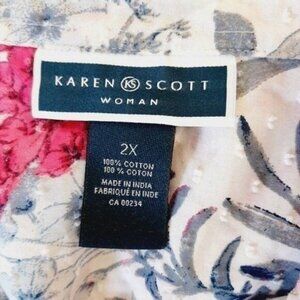 KAREN KS SCOTT
WOMAN
2X
100% COTTON
100 % COTON
MADE IN INDIA
FABRIQUÉ EN INDE
CA 00234